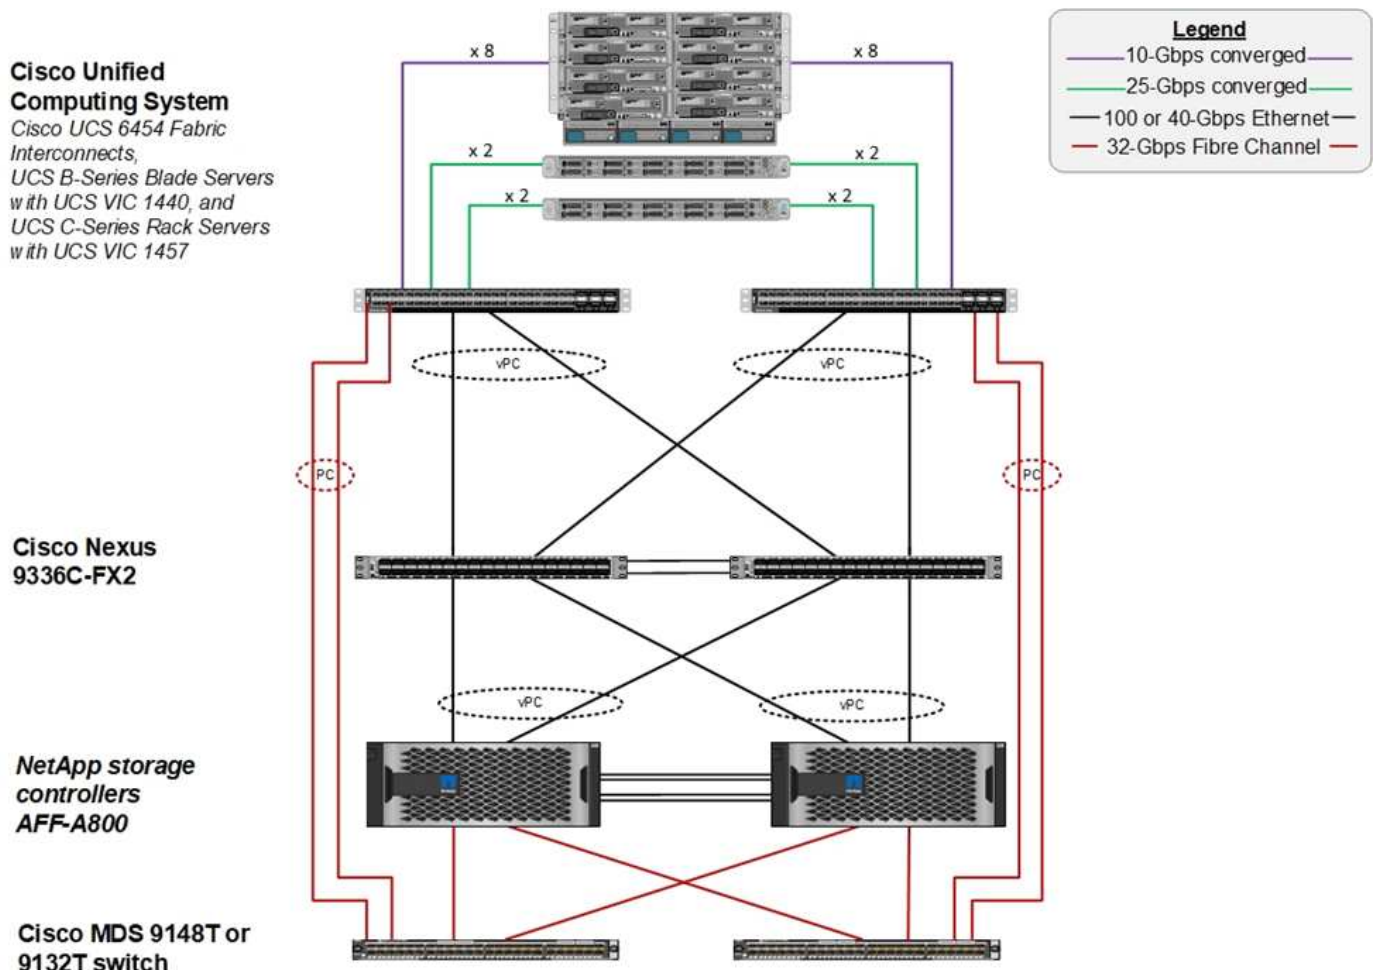 Cisco Unified
Computing System
Cisco UCS 6454 Fabric
Interconnects,
UCS B-Series Blade Servers
with UCS VIC 1440, and
UCS C-Series Rack Servers
with UCS VIC 1457
x 8
x 8
x 2
x 2
x 2
x 2
Legend
10-Gbps converged
25-Gbps converged
100 or 40-Gbps Ethernet
32-Gbps Fibre Channel
vPC
vPC
PC
PC
Cisco Nexus
9336C-FX2
vPC
vPC
NetApp storage
controllers
AFF-A800
Cisco MDS 9148T or
9132T switch